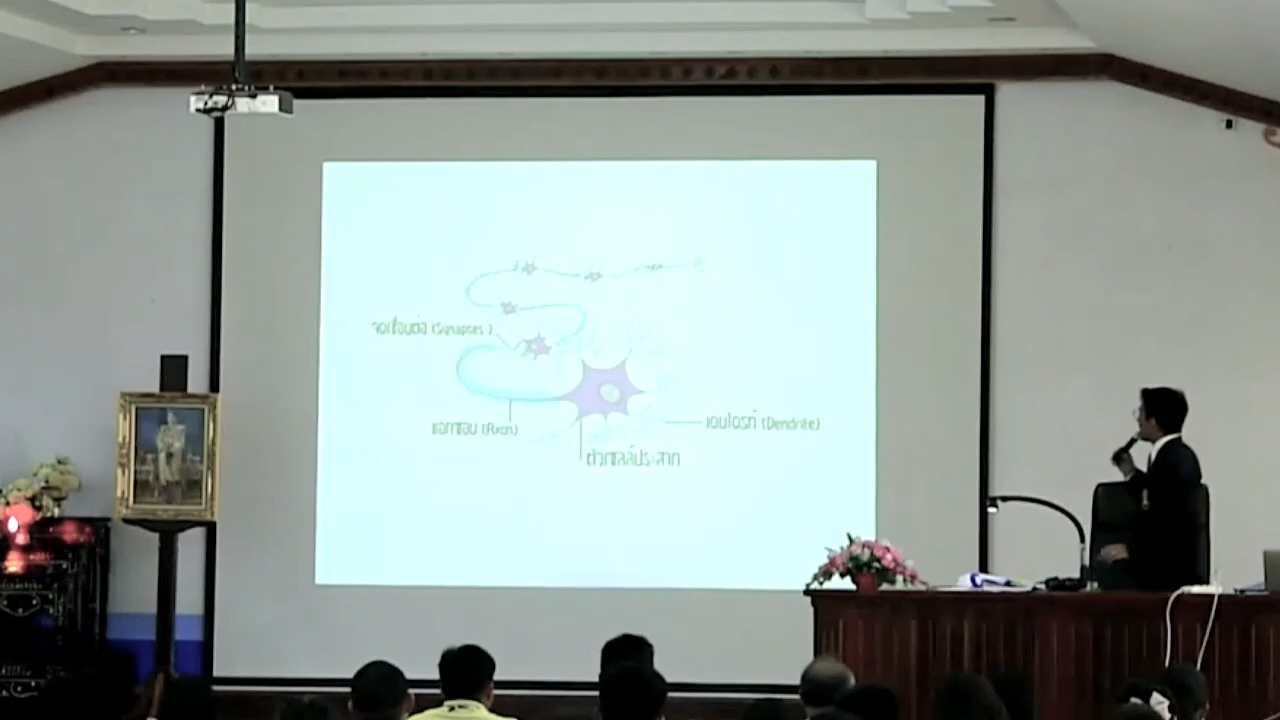 จุดเชื่อมต่อ (Synapses)
แอกซอน (Axon)
เดนไดรท์ (Dendrite)
ตัวเซลล์ประสาท